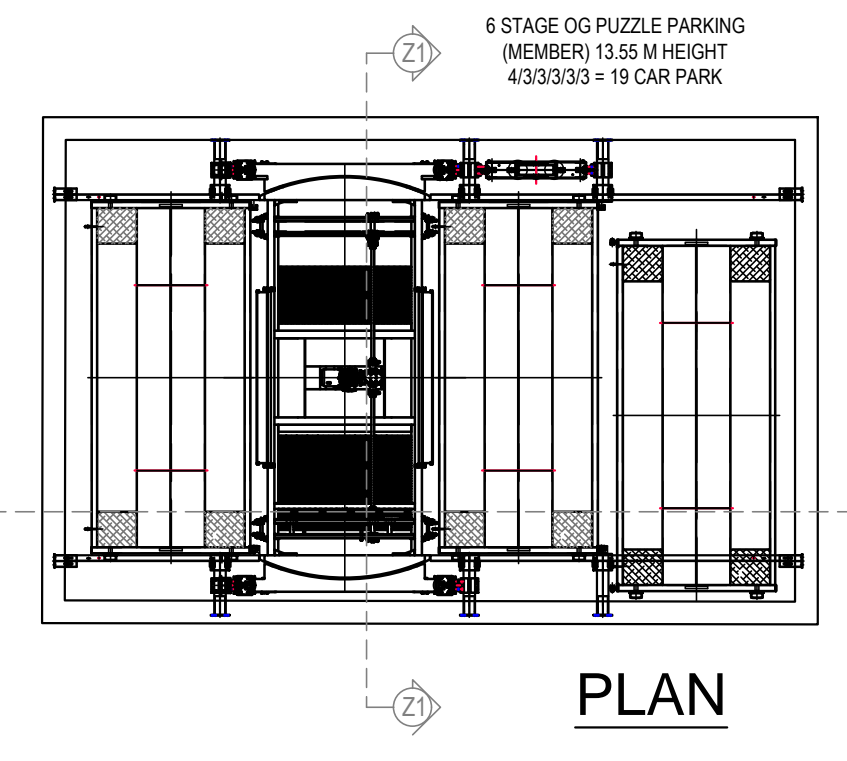 6 STAGE OG PUZZLE PARKING
(MEMBER) 13.55 M HEIGHT
4/3/3/3/3/3 = 19 CAR PARK
Z1
Z1
PLAN